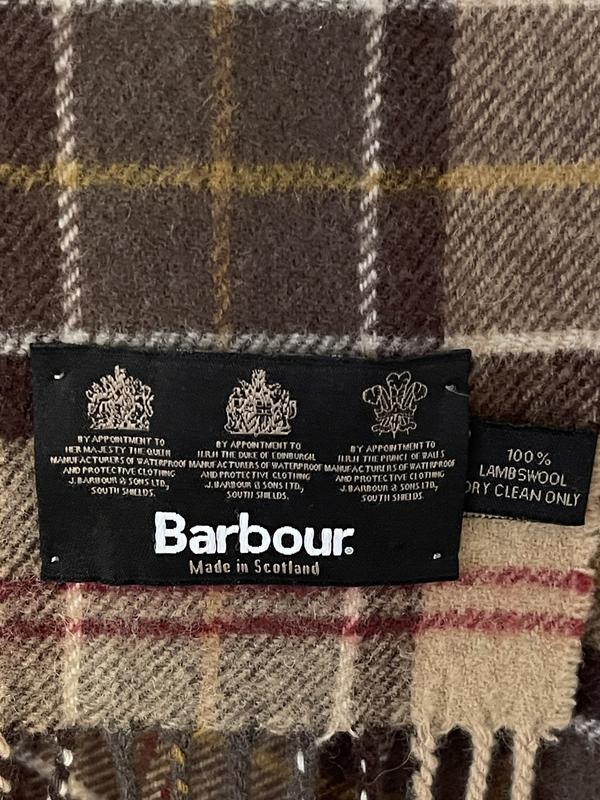 BY APPOINTMENT TO
HER MAJESTY THE QUEEN
MANUFACTURERS OF WATERPROOF
AND PROTECTIVE CLOTHING
J. BARBOUR & SONS LTD,
SOUTH SHIELDS.
BY APPOINTMENT TO
H.R.H THE DUKE OF EDINBURGH
MANUFACTURERS OF WATERPROOF
AND PROTECTIVE CLOTHING
J. BARBOUR & SONS LTD,
SOUTH SHIELDS.
BY APPOINTMENT TO
H.R.H THE PRINCE OF WALES
MANUFACTURERS OF WATERPROOF
AND PROTECTIVE CLOTHING
J. BARBOUR & SONS LTD,
SOUTH SHIELDS.
Barbour®
Made in Scotland
100%
LAMBSWOOL
DRY CLEAN ONLY